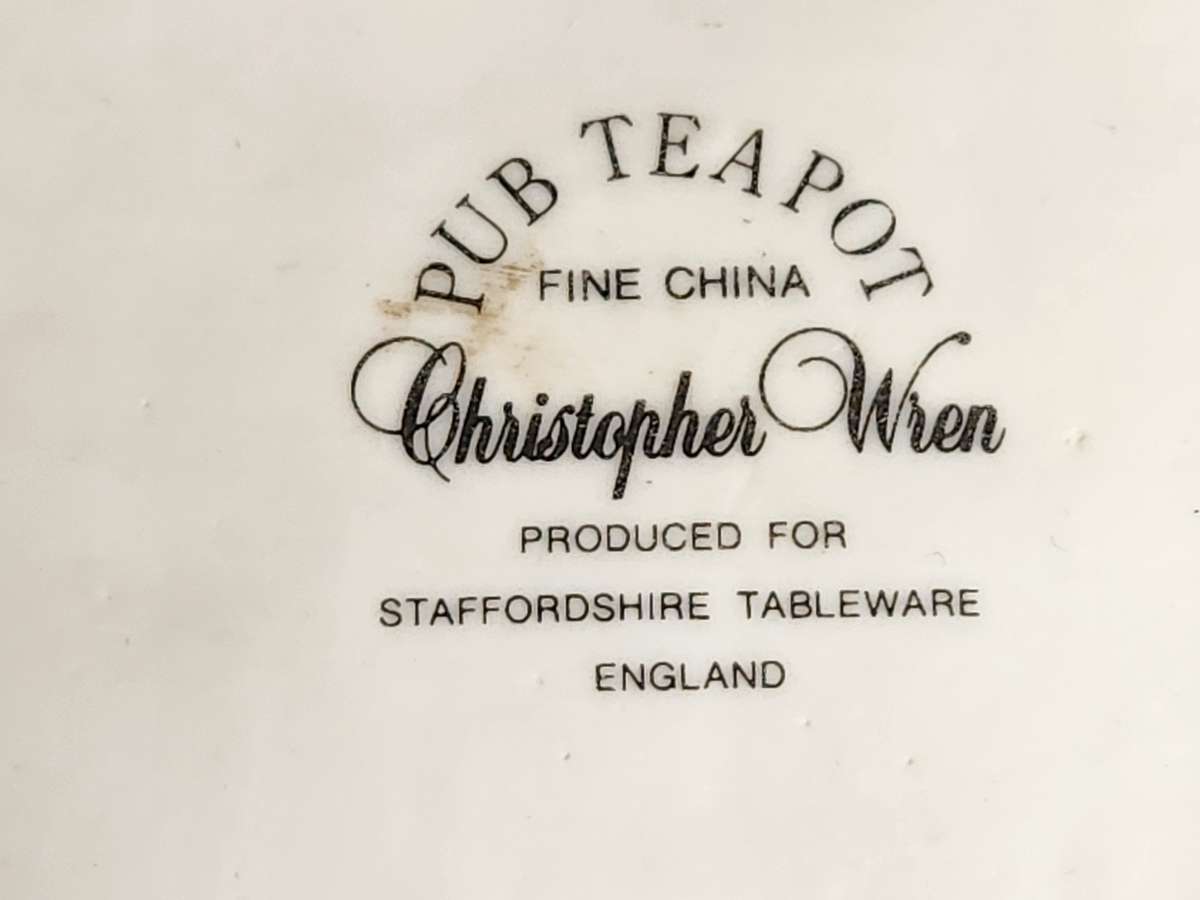 PUB TEAPOT
FINE CHINA
Christopher Wren
PRODUCED FOR
STAFFORDSHIRE TABLEWARE
ENGLAND